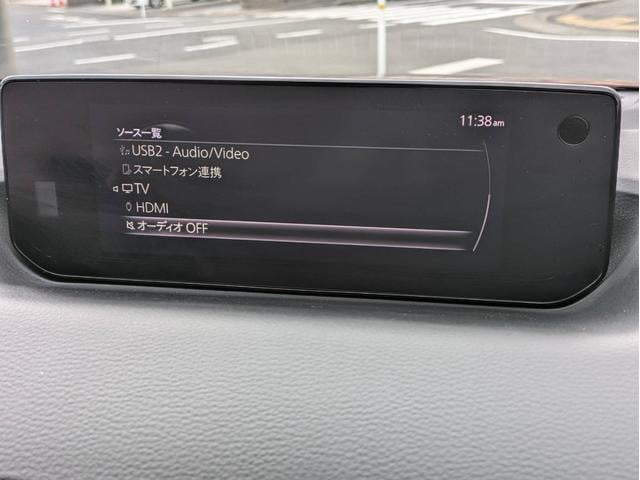 11:38am
ソース一覧
USB2 - Audio/Video
スマートフォン連携
TV
HDMI
オーディオ OFF